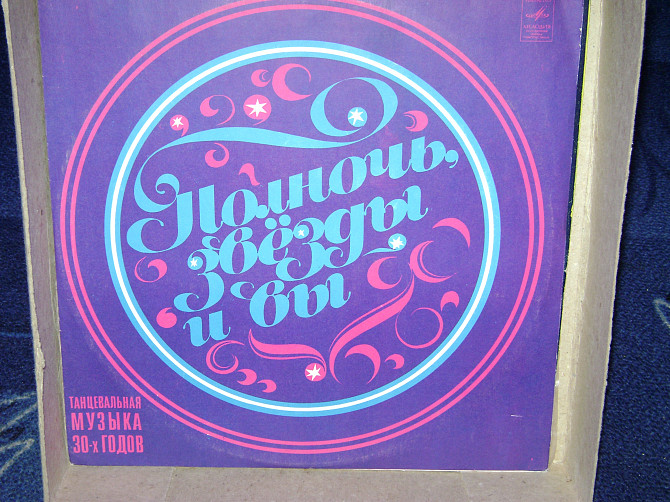 Полночь,
звёзды
и вы
ТАНЦЕВАЛЬНАЯ
МУЗЫКА
30-х ГОДОВ